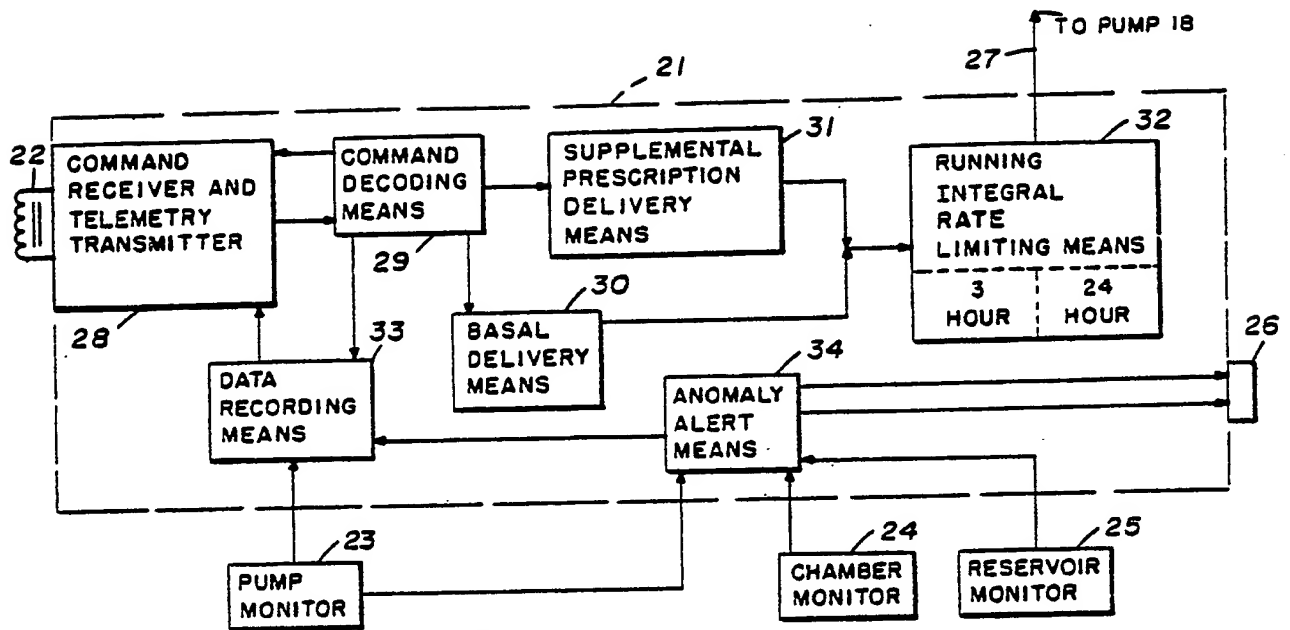 TO PUMP 18
27
21
22
COMMAND
RECEIVER AND
TELEMETRY
TRANSMITTER
28
COMMAND
DECODING
MEANS
29
SUPPLEMENTAL
PRESCRIPTION
DELIVERY
MEANS
31
32
RUNNING
INTEGRAL
RATE
LIMITING MEANS
3
HOUR
24
HOUR
30
BASAL
DELIVERY
MEANS
33
DATA
RECORDING
MEANS
34
ANOMALY
ALERT
MEANS
26
23
PUMP
MONITOR
24
CHAMBER
MONITOR
25
RESERVOIR
MONITOR